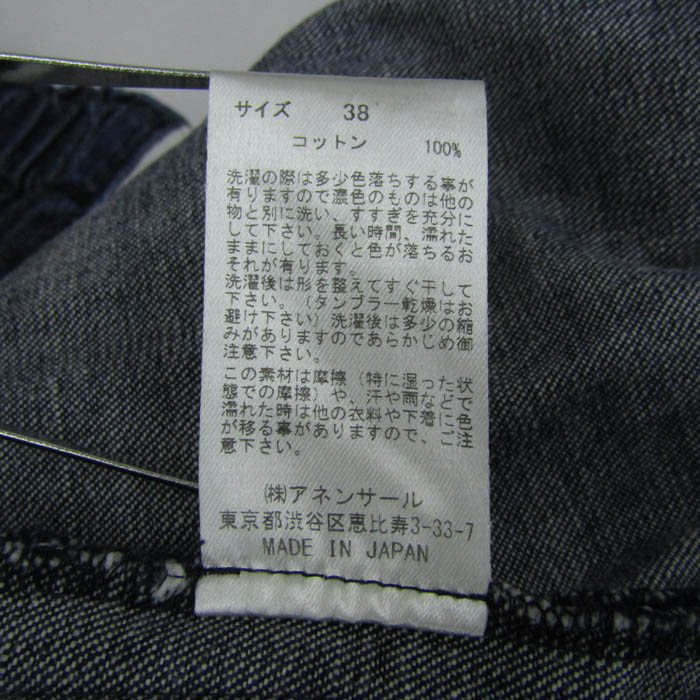 サイズ 38
コットン 100%
洗濯の際は多少色落ちする事が
有りますので濃色のものは他の
物と別に洗い、すすぎを充分に
して下さい。長い時間、濡れた
ままにしておくと色が落ちるお
それが有ります。
洗濯後は形を整えてすぐ干して
下さい。（タンブラー乾燥はお
避け下さい）洗濯後は多少の縮
みがありますのであらかじめ御
注意下さい。
この素材は摩擦（特に湿った状
態での摩擦）や、汗や雨などで
濡れた時は他の衣料や下着に色
が移る事がありますので、ご注
意下さい。
㈱アネンサール
東京都渋谷区恵比寿3-33-7
MADE IN JAPAN